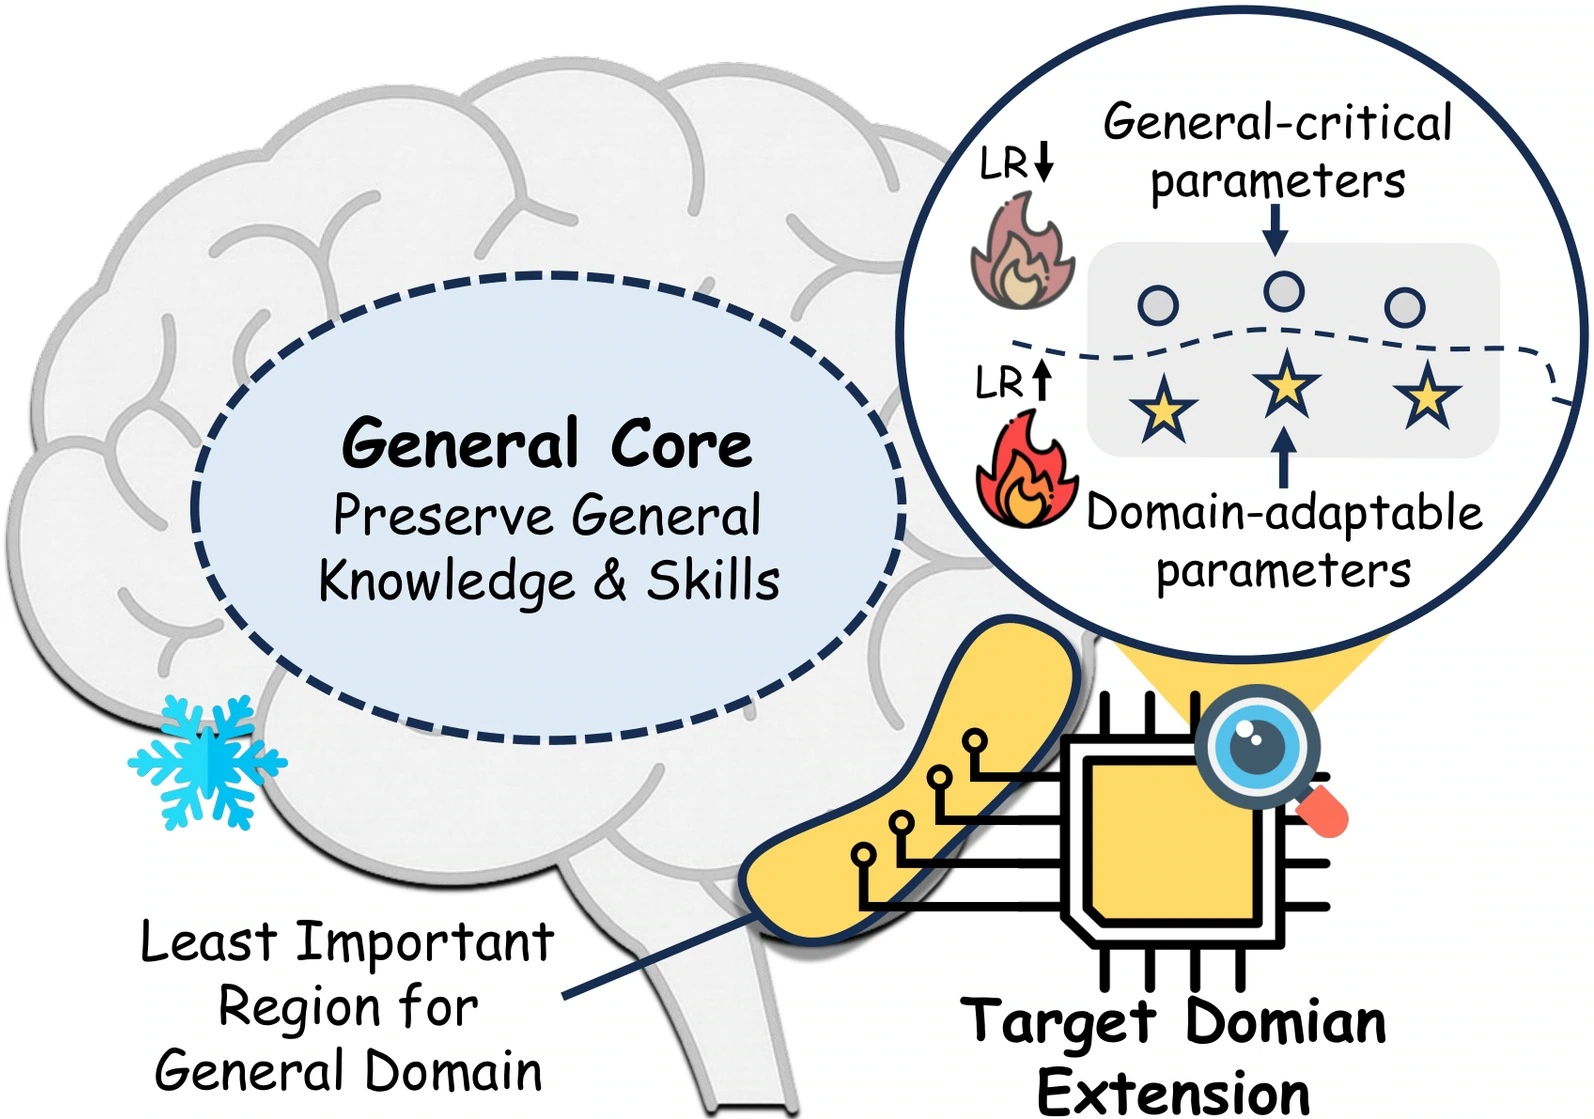 General Core
Preserve General
Knowledge & Skills
LR
General-critical
parameters
LR
Domain-adaptable
parameters
Least Important
Region for
General Domain
Target Domian
Extension